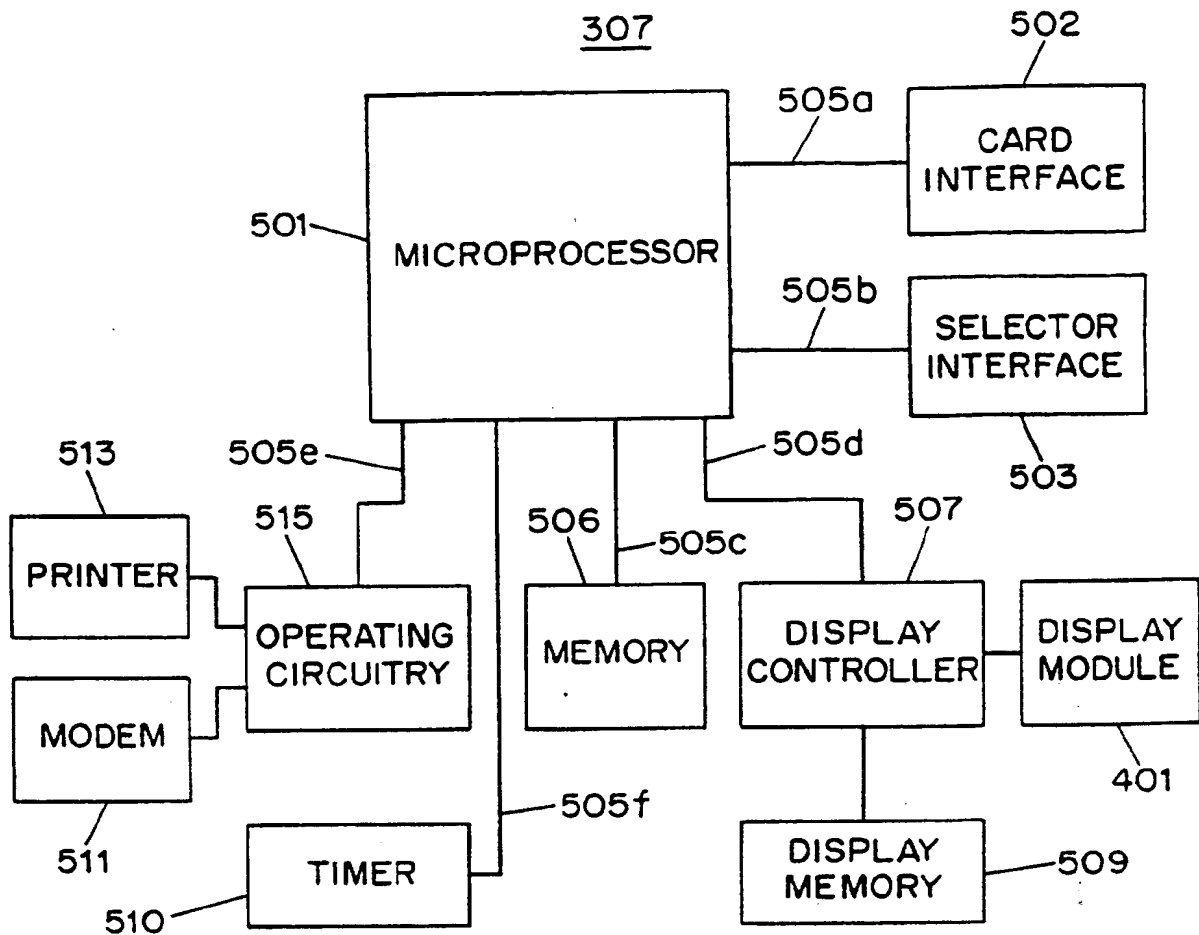 307
502
505a
CARD
INTERFACE
501
MICROPROCESSOR
505b
SELECTOR
INTERFACE
503
513
505e
505d
515
506
505c
507
PRINTER
OPERATING
CIRCUITRY
MEMORY
DISPLAY
CONTROLLER
DISPLAY
MODULE
MODEM
401
511
505f
TIMER
510
DISPLAY
MEMORY
509